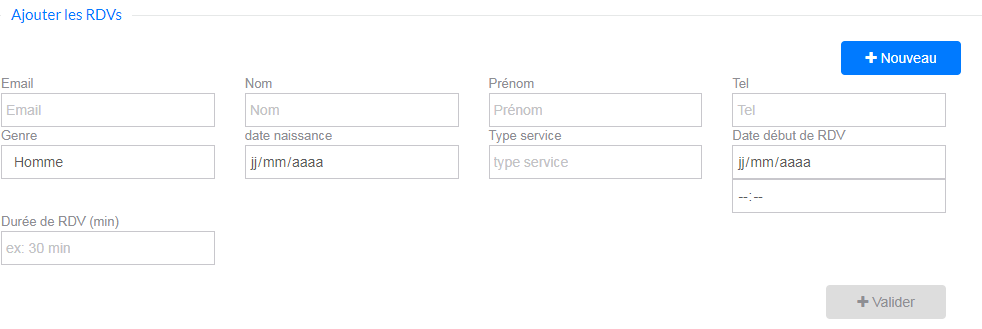 Ajouter les RDVs
+ Nouveau
Email Nom Prénom Tel
Email Nom Prénom Tel
Genre date naissance Type service Date début de RDV
Homme jj/mm/aaaa type service jj/mm/aaaa
--:--
Durée de RDV (min)
ex: 30 min
+ Valider